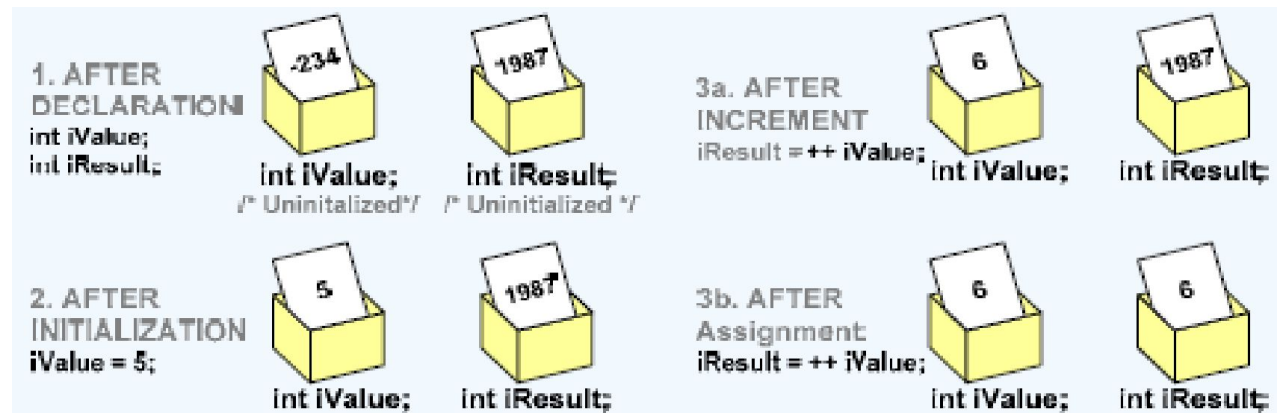 1. AFTER
DECLARATION
int iValue;
int iResult;
-234
1987
int iValue;
int iResult;
/* Uninitalized*/
/* Uninitialized */
2. AFTER
INITIALIZATION
iValue = 5;
5
1987
int iValue;
int iResult;
3a. AFTER
INCREMENT
iResult = ++ iValue;
6
1987
int iValue;
int iResult;
3b. AFTER
Assignment
iResult = ++ iValue;
6
6
int iValue;
int iResult;